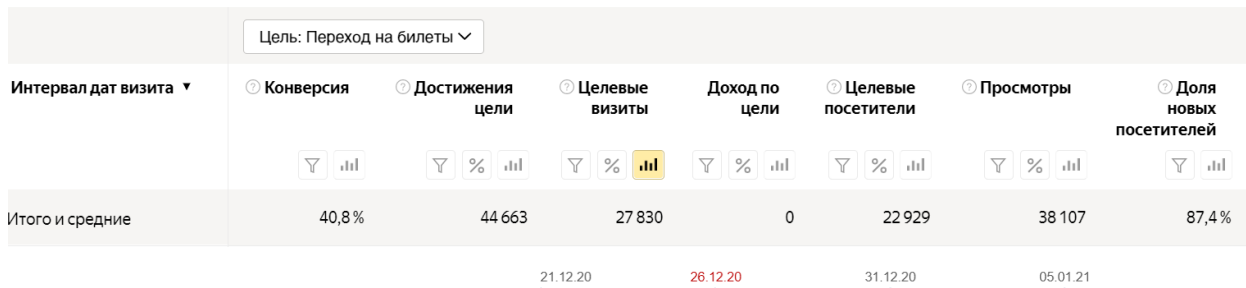 Цель: Переход на билеты
Интервал дат визита ▼ ? Конверсия ? Достижения цели ? Целевые визиты Доход по цели ? Целевые посетители ? Просмотры ? Доля новых посетителей
% % % % %
Итого и средние 40,8 % 44 663 27 830 0 22 929 38 107 87,4 %
21.12.20 26.12.20 31.12.20 05.01.21